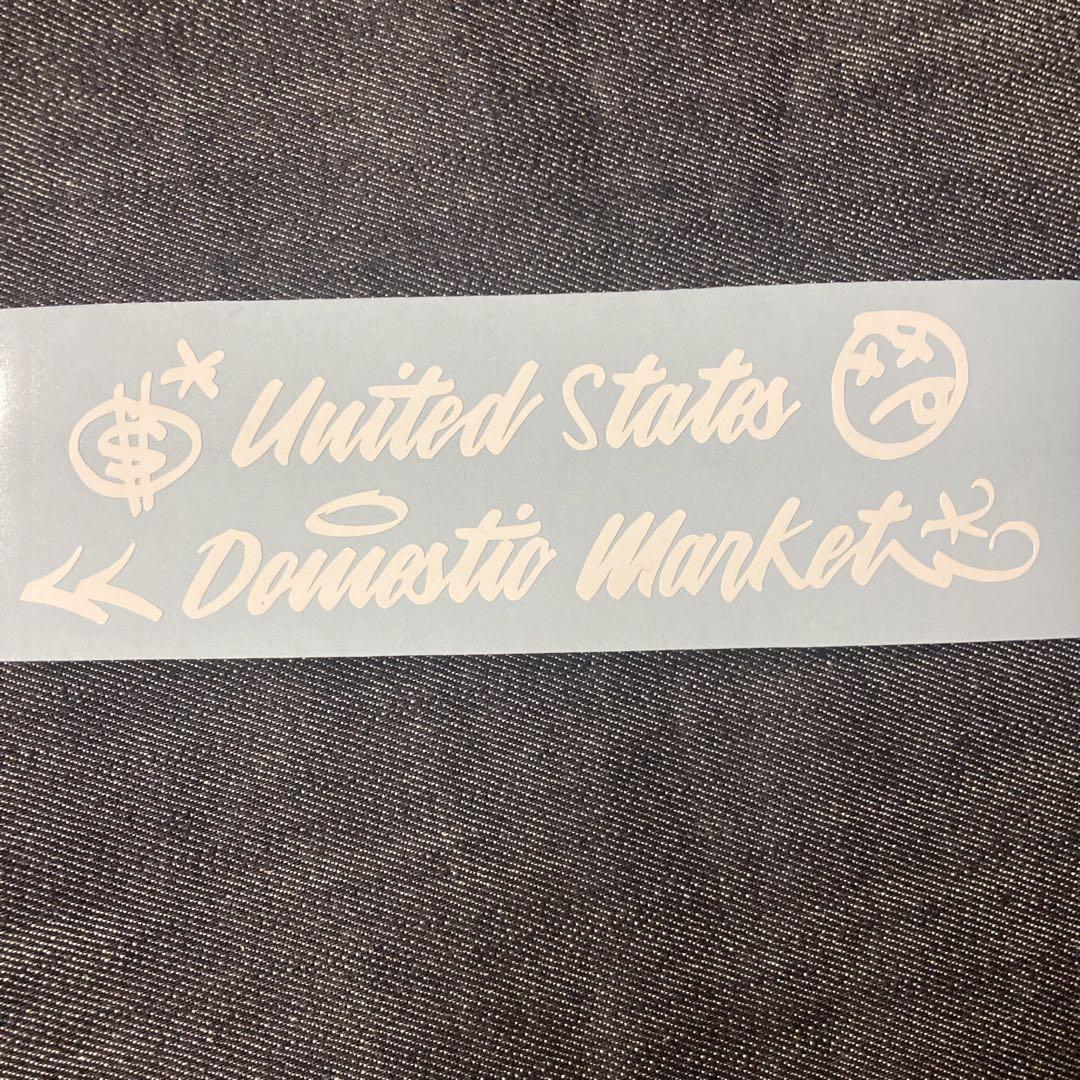 $ United States
Domestic Market